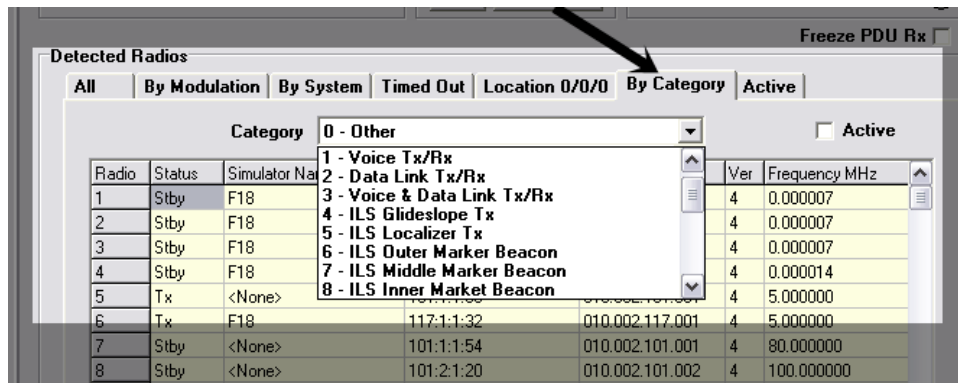 Freeze PDU Rx
Detected Radios
All By Modulation By System Timed Out Location 0/0/0 By Category Active
Category 0 - Other Active
Radio Status Simulator Ver Frequency MHz
1 - Voice Tx/Rx
2 - Data Link Tx/Rx
3 - Voice & Data Link Tx/Rx
4 - ILS Glideslope Tx
5 - ILS Localizer Tx
6 - ILS Outer Marker Beacon
7 - ILS Middle Marker Beacon
8 - ILS Inner Market Beacon
1 Stby F18 4 0.000007
2 Stby F18 4 0.000007
3 Stby F18 4 0.000007
4 Stby F18 4 0.000014
5 Tx <None> 4 5.000000
6 Tx F18 117:1:1:32 010.002.117.001 4 5.000000
7 Stby <None> 101:1:1:54 010.002.101.001 4 80.000000
8 Stby <None> 101:2:1:20 010.002.101.002 4 100.000000